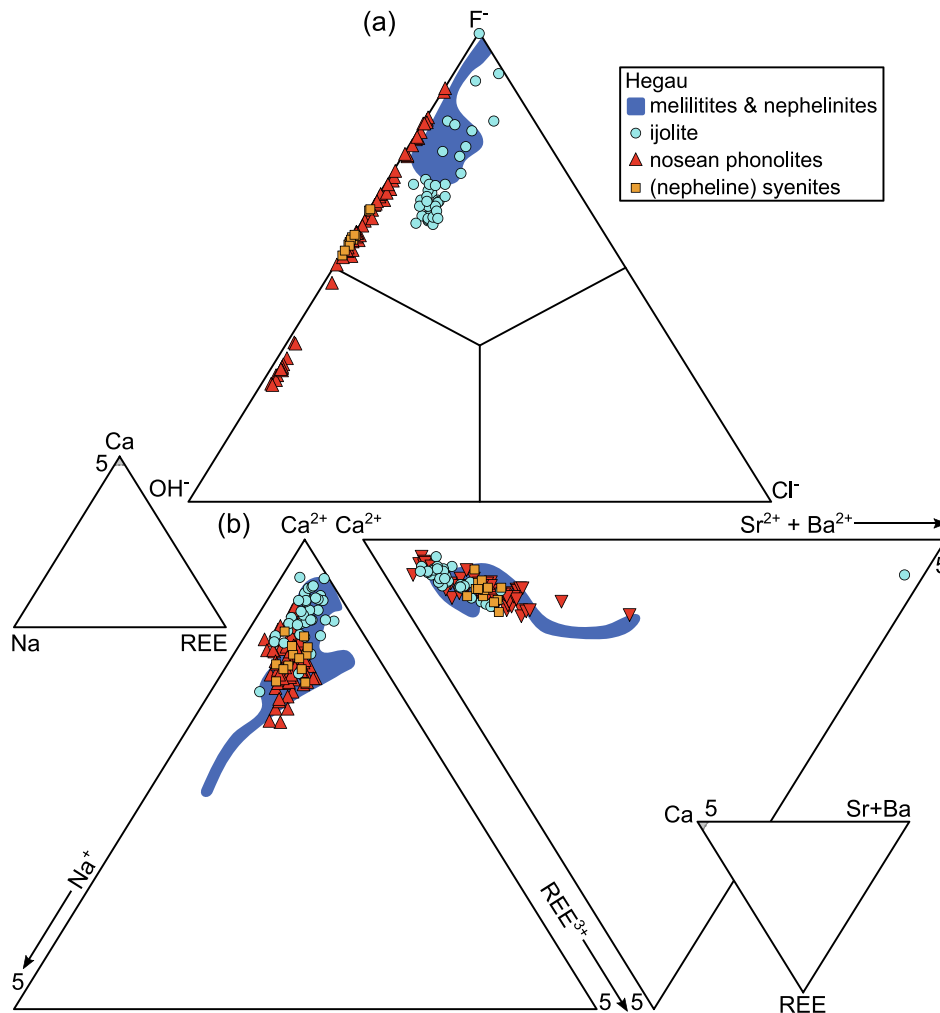 (a)
F⁻
Hegau
melilitites & nephelinites
ijolite
nosean phonolites
(nepheline) syenites
OH⁻
Cl⁻
Ca
5
Na
REE
(b)
Ca²⁺
Na⁺
5
5
Ca²⁺
Sr²⁺ + Ba²⁺
5
REE³⁺
5
Ca
5
Sr+Ba
REE